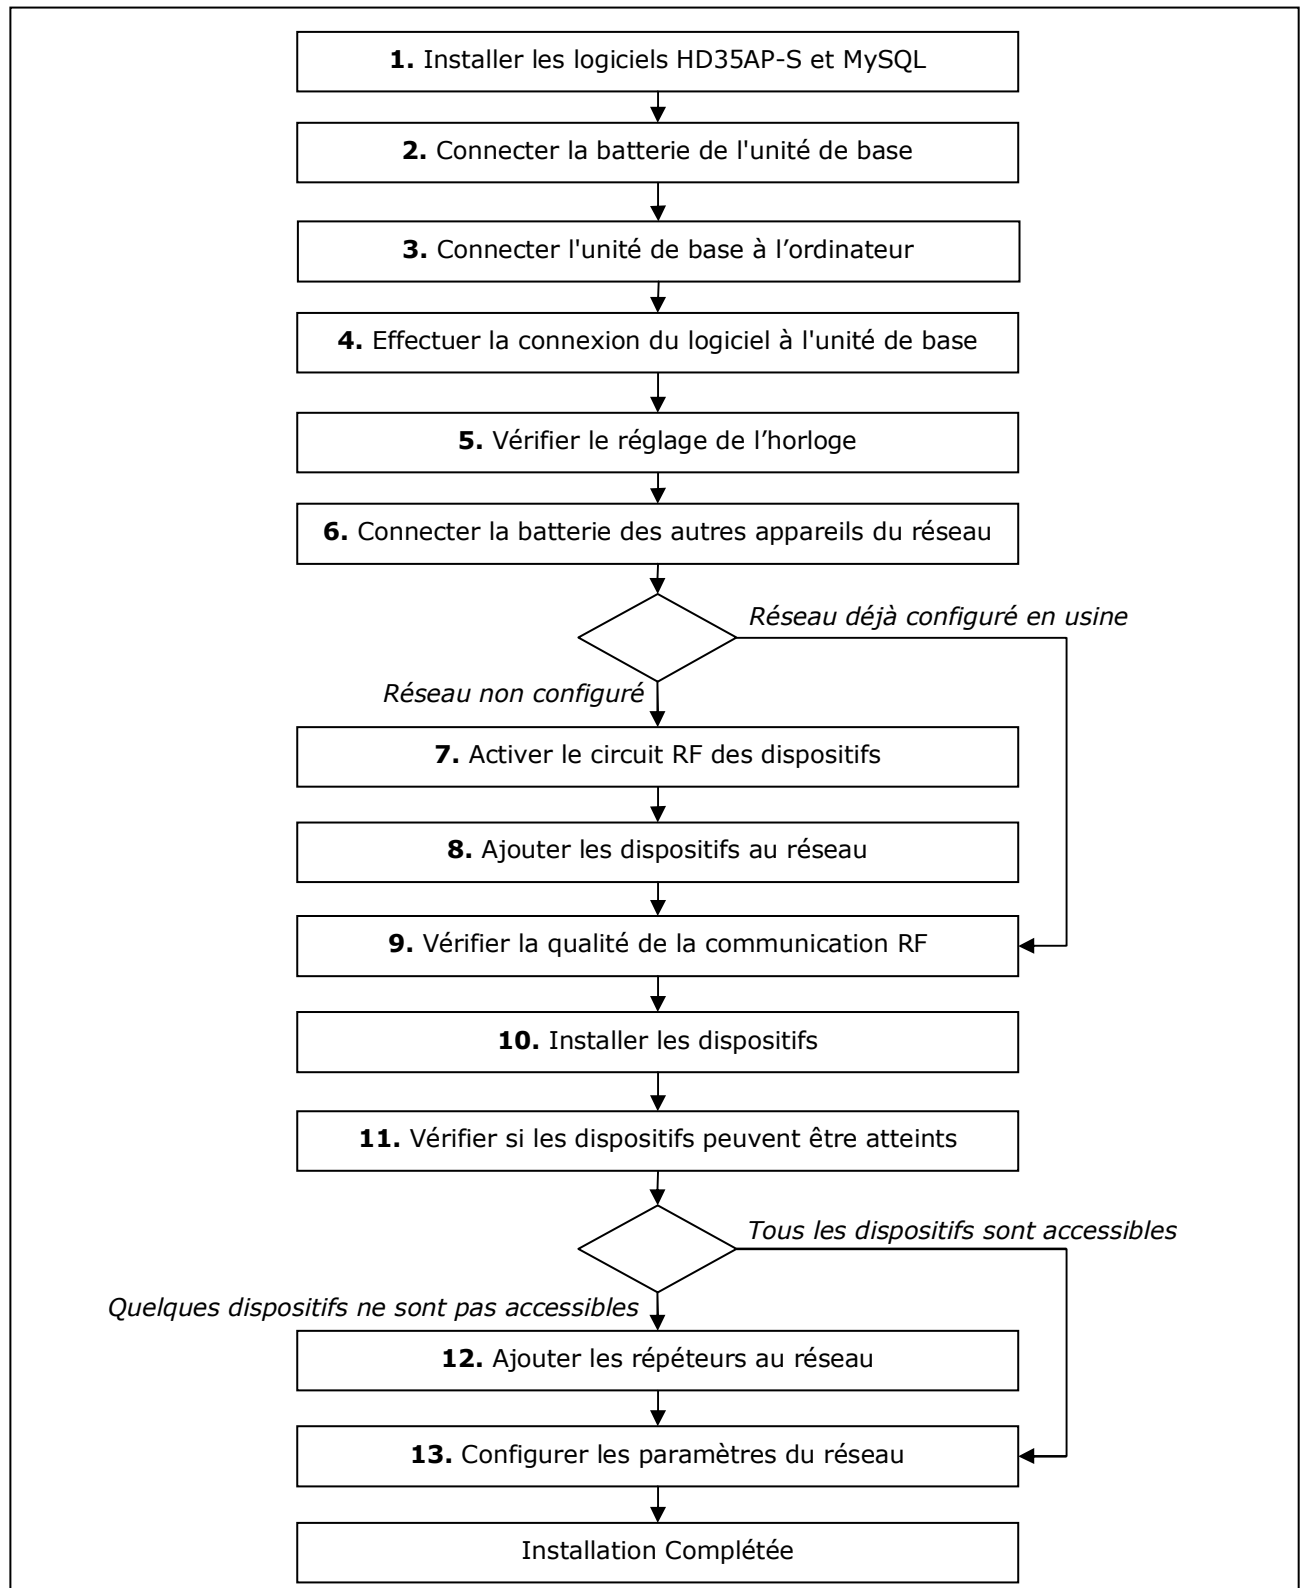 1. Installer les logiciels HD35AP-S et MySQL
2. Connecter la batterie de l'unité de base
3. Connecter l'unité de base à l’ordinateur
4. Effectuer la connexion du logiciel à l'unité de base
5. Vérifier le réglage de l’horloge
6. Connecter la batterie des autres appareils du réseau
Réseau déjà configuré en usine
Réseau non configuré
7. Activer le circuit RF des dispositifs
8. Ajouter les dispositifs au réseau
9. Vérifier la qualité de la communication RF
10. Installer les dispositifs
11. Vérifier si les dispositifs peuvent être atteints
Tous les dispositifs sont accessibles
Quelques dispositifs ne sont pas accessibles
12. Ajouter les répéteurs au réseau
13. Configurer les paramètres du réseau
Installation Complétée